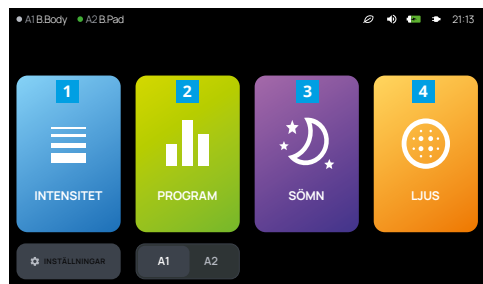 A1 B.Body A2 B.Pad 21:13
1 2 3 4
INTENSITET PROGRAM SÖMN LJUS
INSTÄLLNINGAR A1 A2